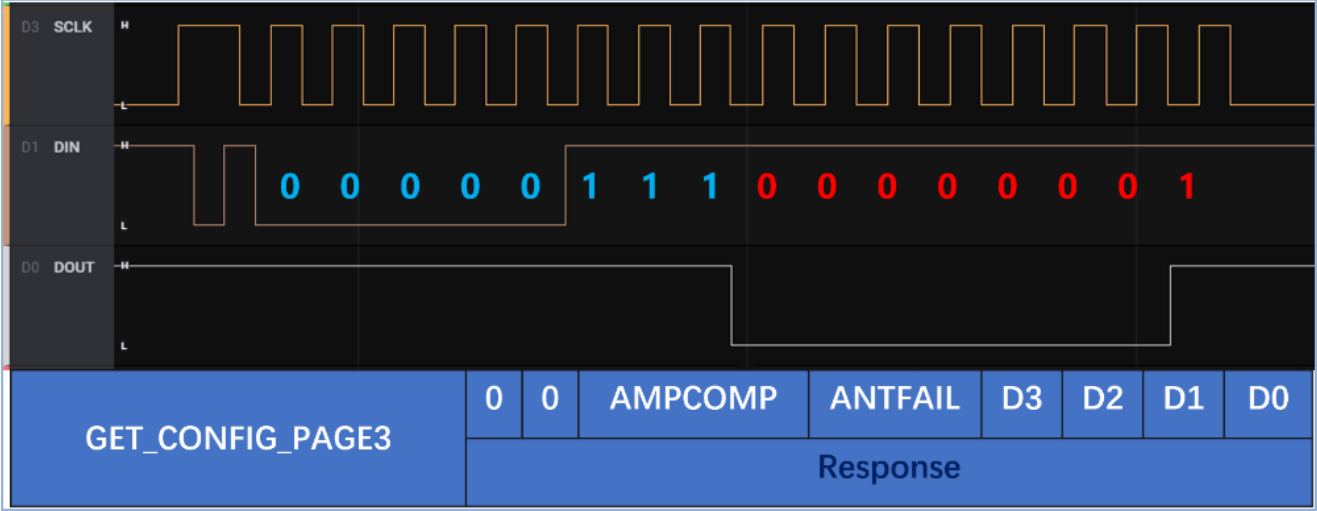 D3 SCLK H
L
D1 DIN H
0 0 0 0 0 1 1 1 0 0 0 0 0 0 0 1
L
D0 DOUT H
L
GET_CONFIG_PAGE3
0 0 AMPCOMP ANTFAIL D3 D2 D1 D0
Response